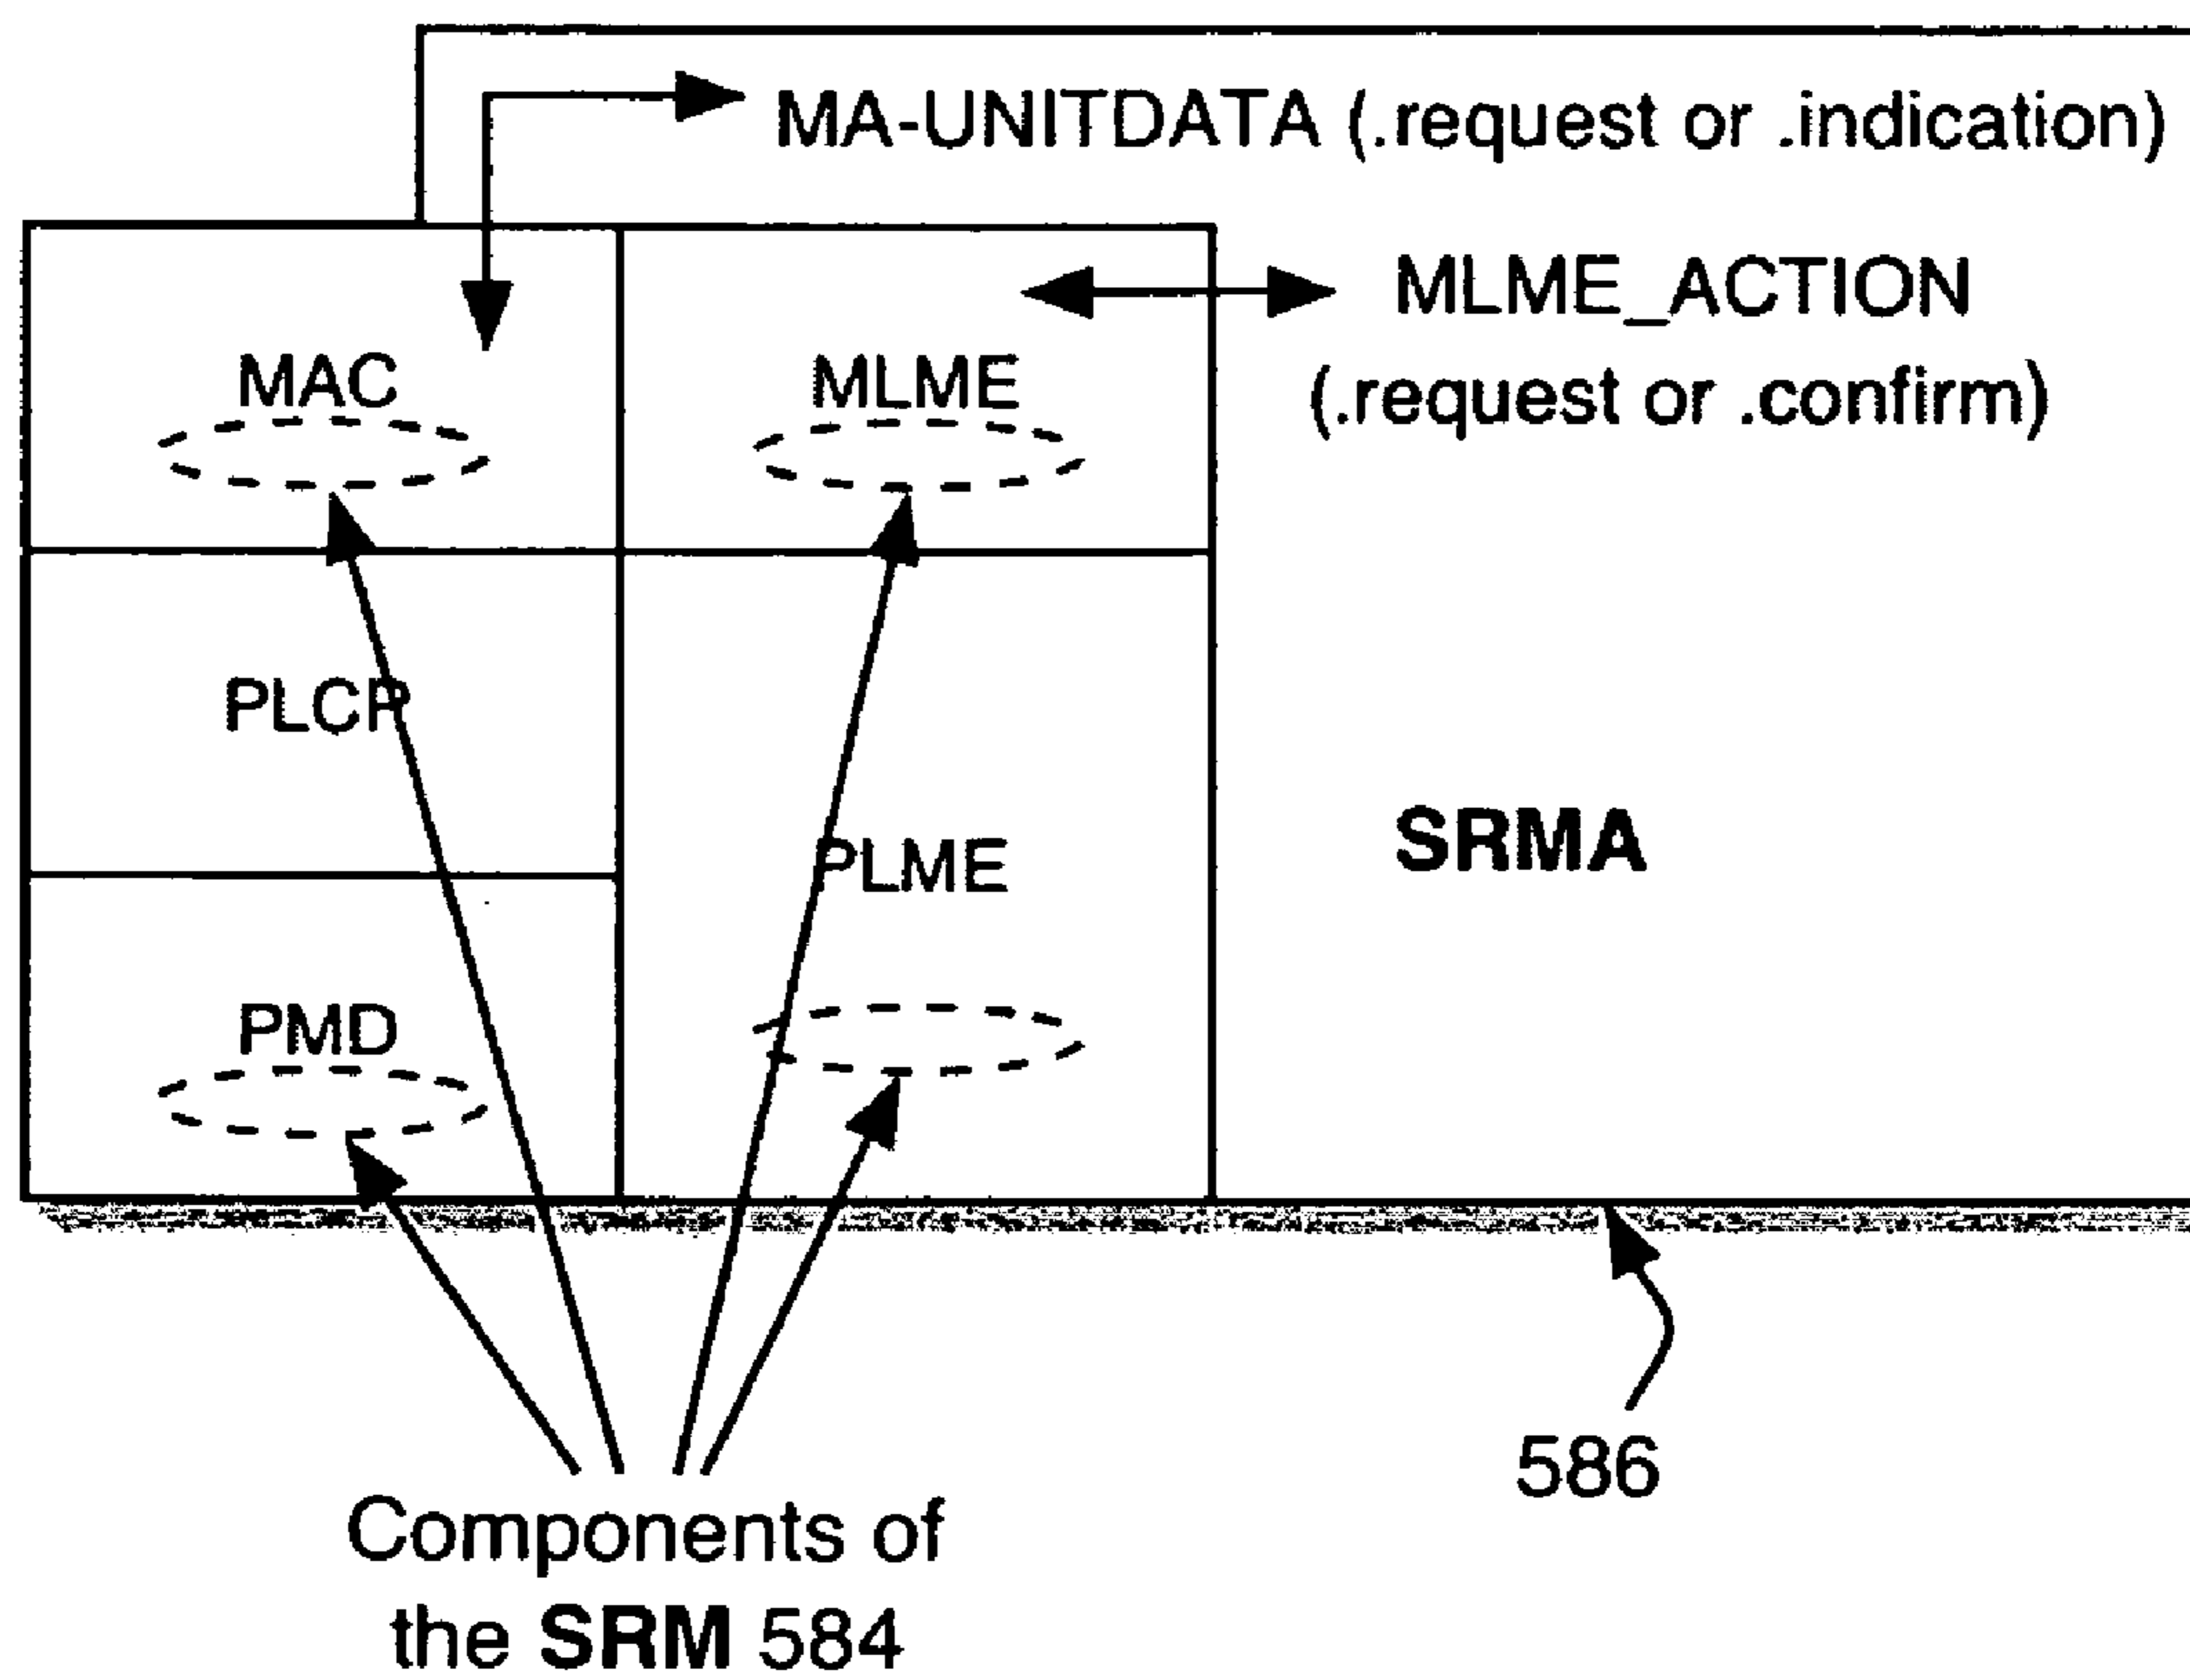 MA-UNITDATA (.request or .indication)
MLME_ACTION
(.request or .confirm)
MAC
MLME
PLCP
PLME
SRMA
PMD
586
Components of
the SRM 584